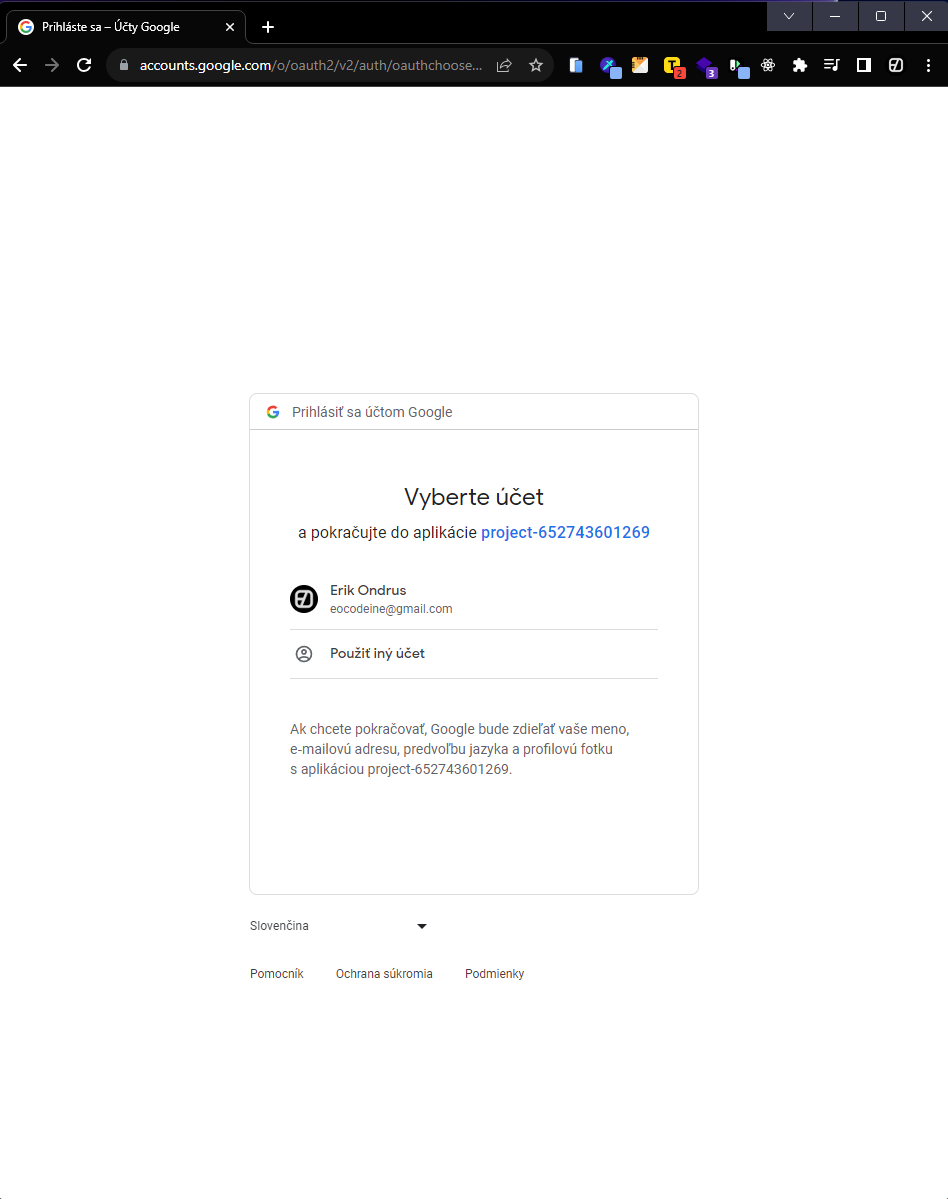 Prihláste sa – Účty Google
accounts.google.com/o/oauth2/v2/auth/oauthchoose...
2
3
Prihlásiť sa účtom Google
Vyberte účet
a pokračujte do aplikácie project-652743601269
Erik Ondrus
eocodeine@gmail.com
Použiť iný účet
Ak chcete pokračovať, Google bude zdieľať vaše meno,
e-mailovú adresu, predvoľbu jazyka a profilovú fotku
s aplikáciou project-652743601269.
Slovenčina
Pomocník Ochrana súkromia Podmienky